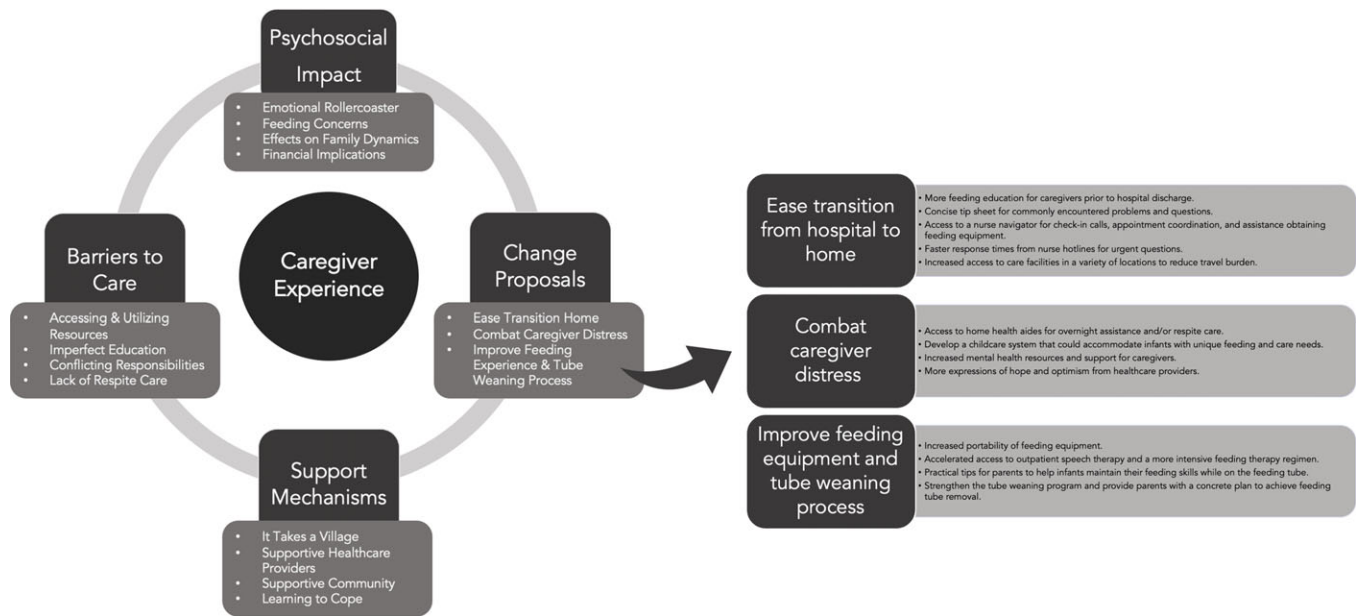 Psychosocial
Impact
• Emotional Rollercoaster
• Feeding Concerns
• Effects on Family Dynamics
• Financial Implications
Caregiver
Experience
Barriers to
Care
• Accessing & Utilizing
Resources
• Imperfect Education
• Conflicting Responsibilities
• Lack of Respite Care
Change
Proposals
• Ease Transition Home
• Combat Caregiver Distress
• Improve Feeding
Experience & Tube
Weaning Process
Support
Mechanisms
• It Takes a Village
• Supportive Healthcare
Providers
• Supportive Community
• Learning to Cope
Ease transition
from hospital to
home
• More feeding education for caregivers prior to hospital discharge.
• Concise tip sheet for commonly encountered problems and questions.
• Access to a nurse navigator for check-in calls, appointment coordination, and assistance obtaining
feeding equipment.
• Faster response times from nurse hotlines for urgent questions.
• Increased access to care facilities in a variety of locations to reduce travel burden.
Combat
caregiver
distress
• Access to home health aides for overnight assistance and/or respite care.
• Develop a childcare system that could accommodate infants with unique feeding and care needs.
• Increased mental health resources and support for caregivers.
• More expressions of hope and optimism from healthcare providers.
Improve feeding
equipment and
tube weaning
process
• Increased portability of feeding equipment.
• Accelerated access to outpatient speech therapy and a more intensive feeding therapy regimen.
• Practical tips for parents to help infants maintain their feeding skills while on the feeding tube.
• Strengthen the tube weaning program and provide parents with a concrete plan to achieve feeding
tube removal.